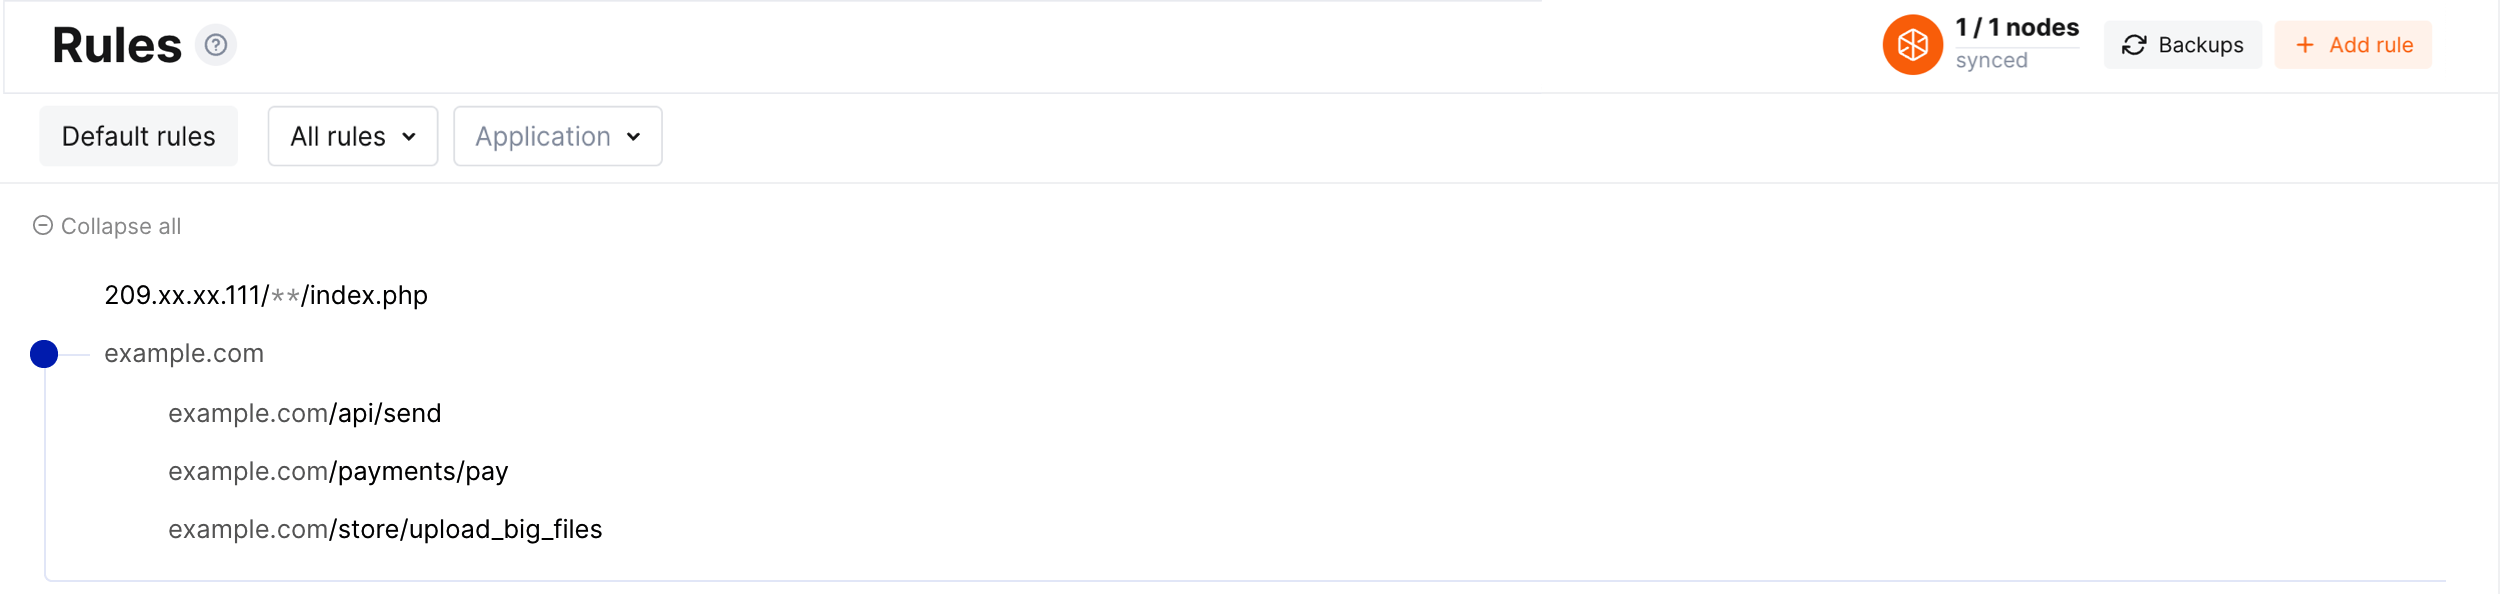 Rules
1 / 1 nodes
synced
Backups
+ Add rule
Default rules
All rules
Application
Collapse all
209.xx.xx.111/**/index.php
example.com
example.com/api/send
example.com/payments/pay
example.com/store/upload_big_files